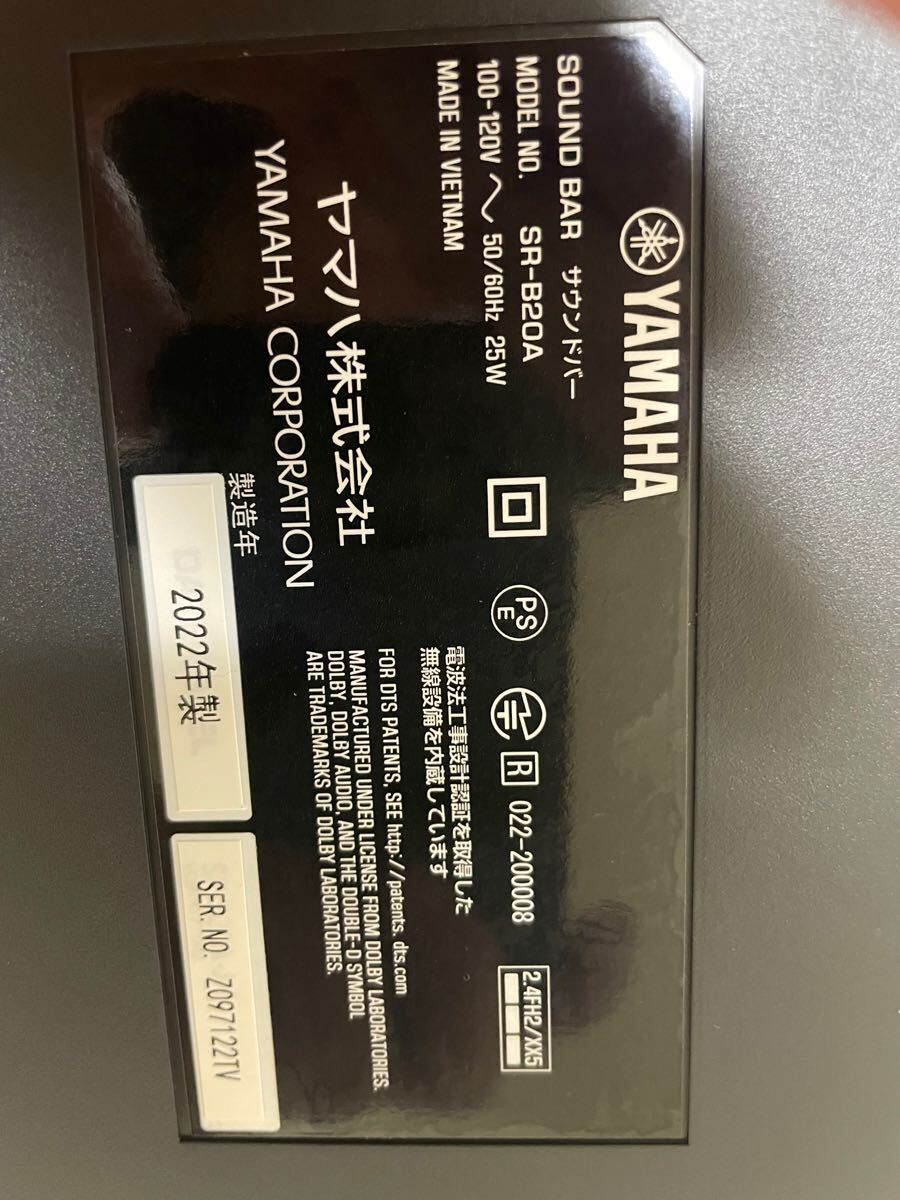 YAMAHA
SOUND BAR サウンドバー
MODEL NO. SR-B20A
100-120V 〜 50/60Hz 25W
MADE IN VIETNAM
PS
E
R 022-200008
2.4FH2/XX5
電波法工事設計認証を取得した
無線設備を内蔵しています
ヤマハ株式会社
YAMAHA CORPORATION
FOR DTS PATENTS, SEE http://patents.dts.com
MANUFACTURED UNDER LICENSE FROM DOLBY LABORATORIES.
DOLBY, DOLBY AUDIO, AND THE DOUBLE-D SYMBOL
ARE TRADEMARKS OF DOLBY LABORATORIES.
製造年
2022年製
SER. NO. Z097122TV